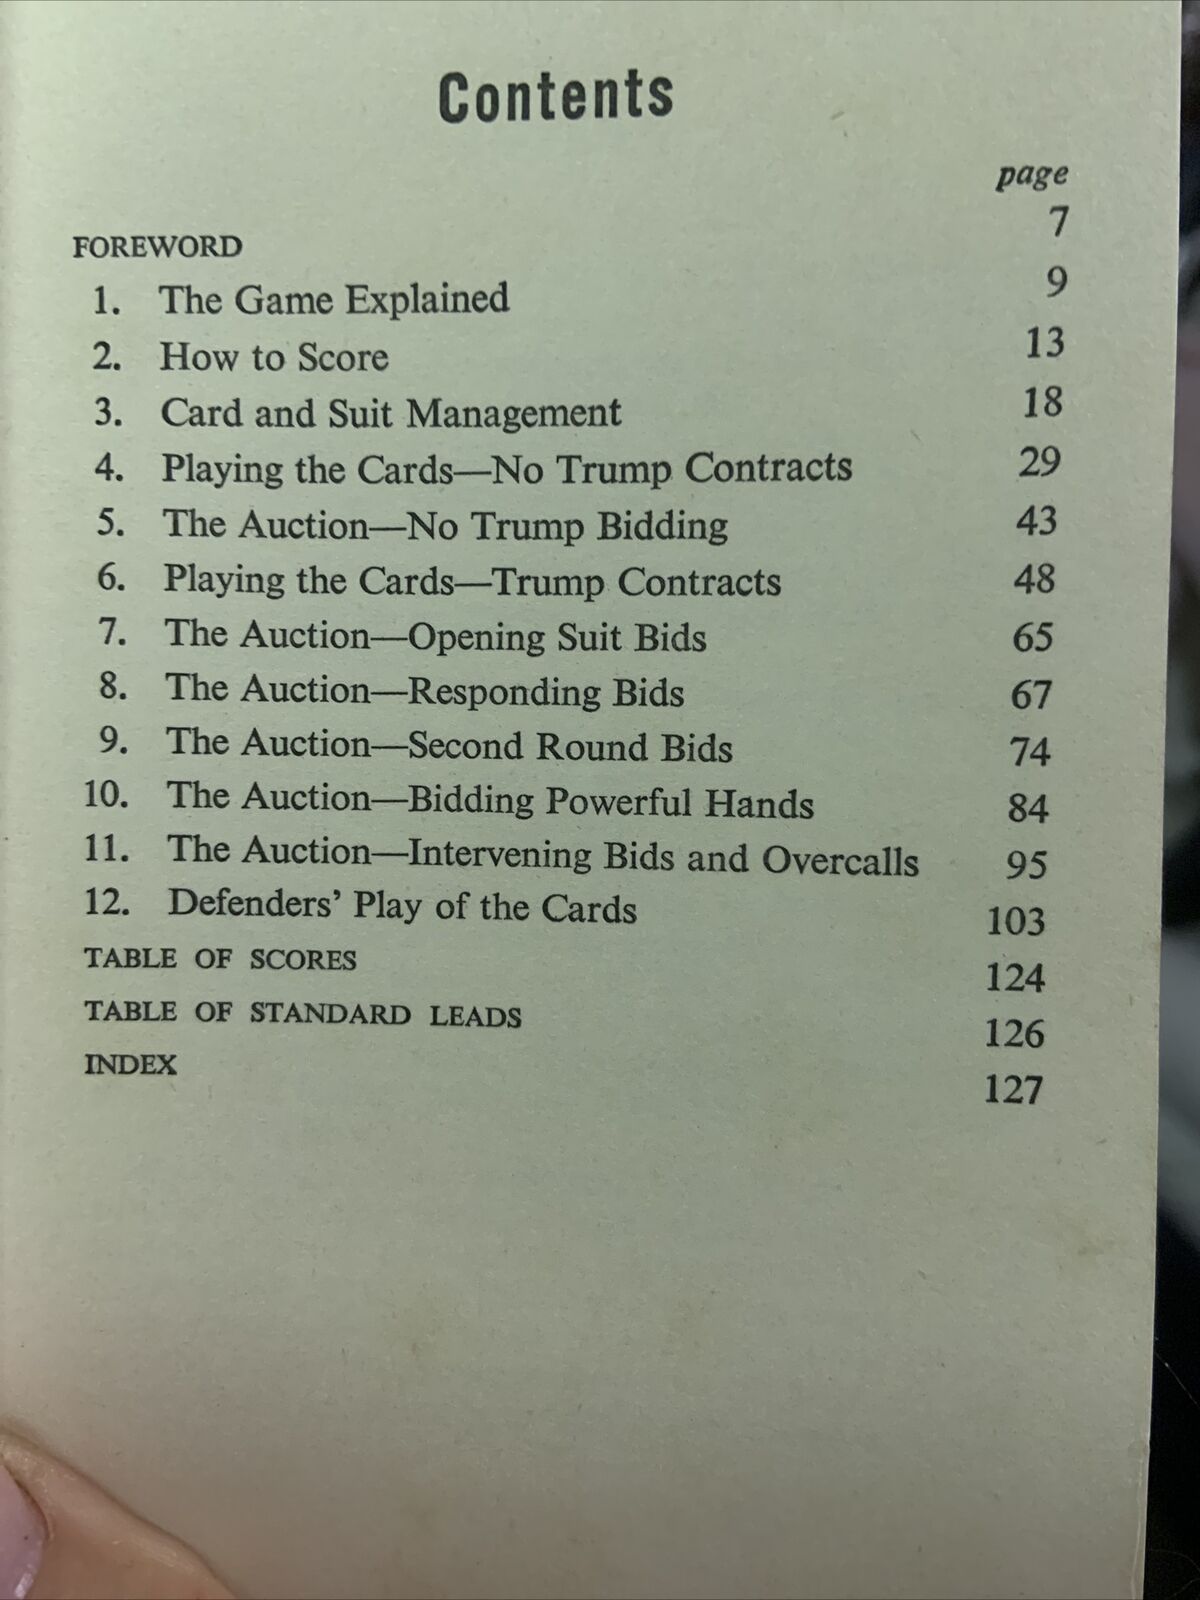 Contents
page
FOREWORD 7
1. The Game Explained 9
2. How to Score 13
3. Card and Suit Management 18
4. Playing the Cards—No Trump Contracts 29
5. The Auction—No Trump Bidding 43
6. Playing the Cards—Trump Contracts 48
7. The Auction—Opening Suit Bids 65
8. The Auction—Responding Bids 67
9. The Auction—Second Round Bids 74
10. The Auction—Bidding Powerful Hands 84
11. The Auction—Intervening Bids and Overcalls 95
12. Defenders’ Play of the Cards 103
TABLE OF SCORES 124
TABLE OF STANDARD LEADS 126
INDEX 127